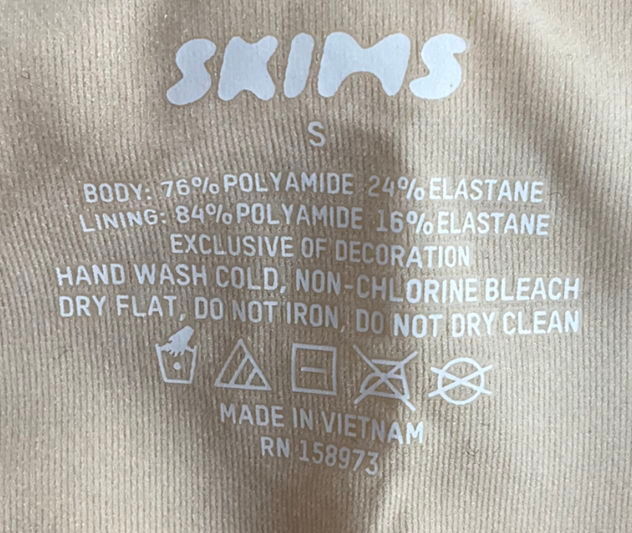 SKIMS
S
BODY: 76% POLYAMIDE 24% ELASTANE
LINING: 84% POLYAMIDE 16% ELASTANE
EXCLUSIVE OF DECORATION
HAND WASH COLD, NON-CHLORINE BLEACH
DRY FLAT, DO NOT IRON, DO NOT DRY CLEAN
MADE IN VIETNAM
RN 158973